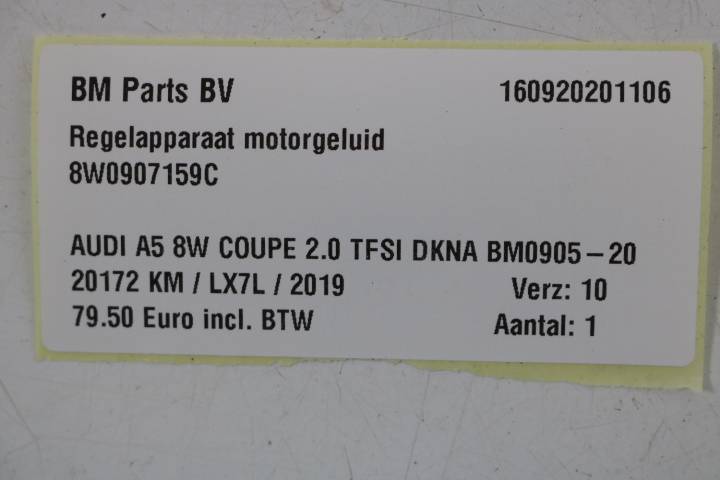 BM Parts BV 160920201106
Regelapparaat motorgeluid
8W0907159C
AUDI A5 8W COUPE 2.0 TFSI DKNA BM0905-20
20172 KM / LX7L / 2019 Verz: 10
79.50 Euro incl. BTW Aantal: 1